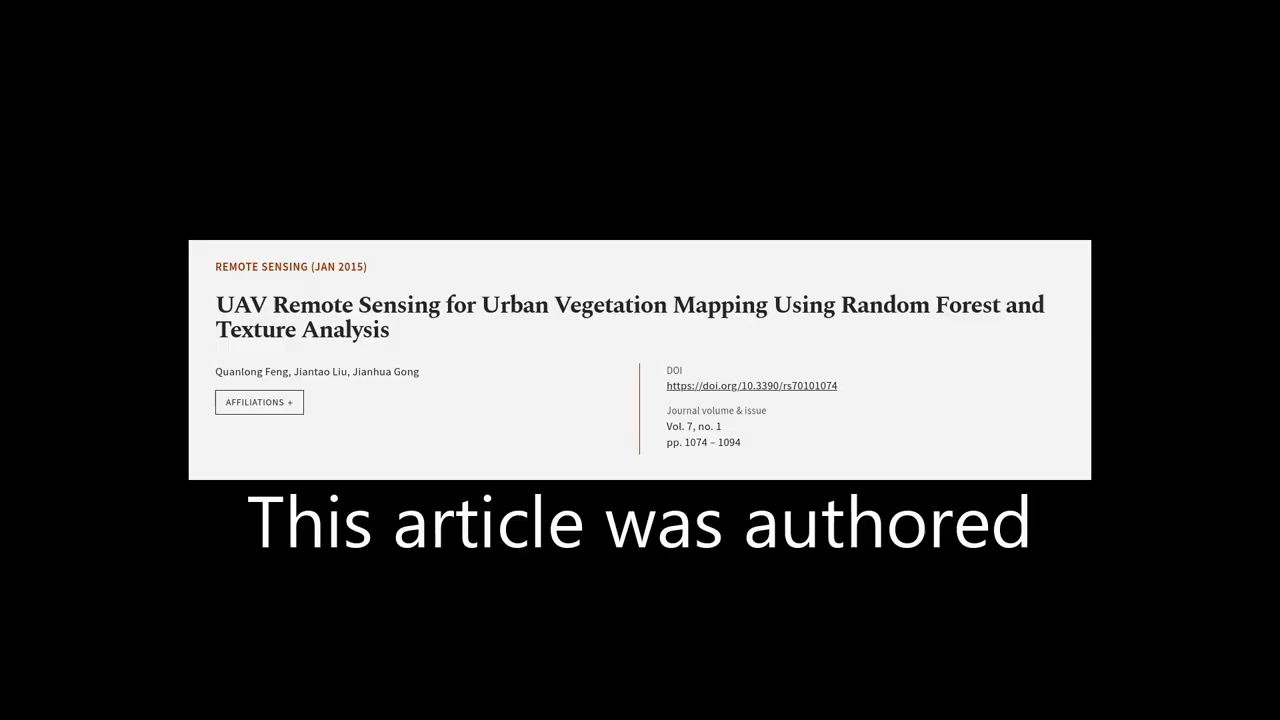 REMOTE SENSING (JAN 2015)
UAV Remote Sensing for Urban Vegetation Mapping Using Random Forest and
Texture Analysis
Quanlong Feng, Jiantao Liu, Jianhua Gong
AFFILIATIONS +
DOI
https://doi.org/10.3390/rs70101074
Journal volume & issue
Vol. 7, no. 1
pp. 1074 – 1094
This article was authored